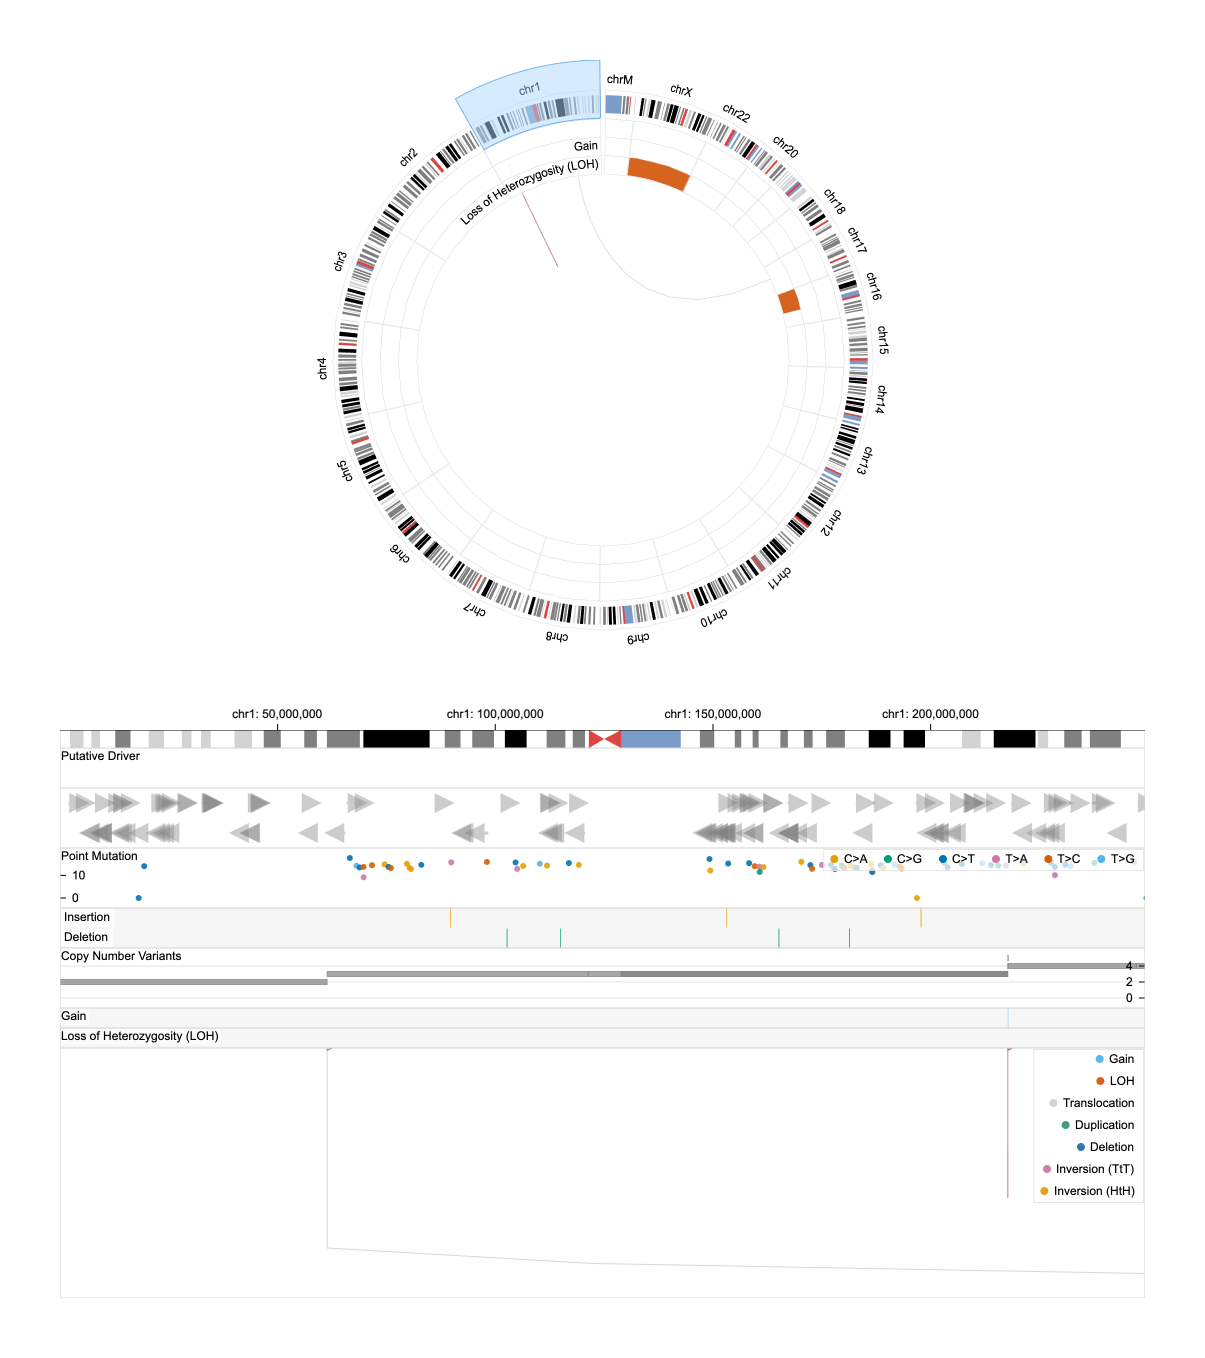 chrM
chrX
chr22
chr20
chr18
chr17
chr16
chr15
chr14
chr13
chr12
chr11
chr10
chr9
chr8
chr7
chr6
chr5
chr4
chr3
chr2
chr1
Gain
Loss of Heterozygosity (LOH)
chr1: 50,000,000 chr1: 100,000,000 chr1: 150,000,000 chr1: 200,000,000
Putative Driver
Point Mutation
C>A C>G C>T T>A T>C T>G
10
0
Insertion
Deletion
Copy Number Variants
4
2
0
Gain
Loss of Heterozygosity (LOH)
Gain
LOH
Translocation
Duplication
Deletion
Inversion (TtT)
Inversion (HtH)